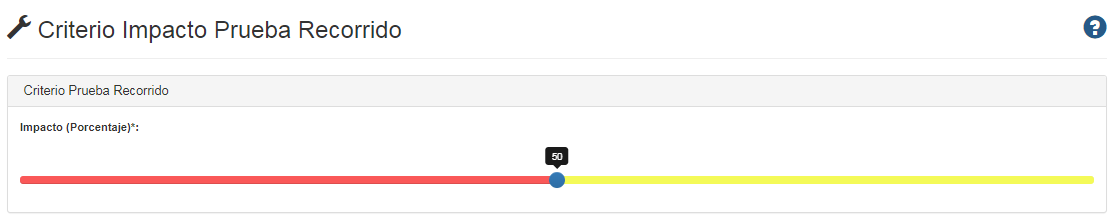 Criterio Impacto Prueba Recorrido
?
Criterio Prueba Recorrido
Impacto (Porcentaje)*:
50